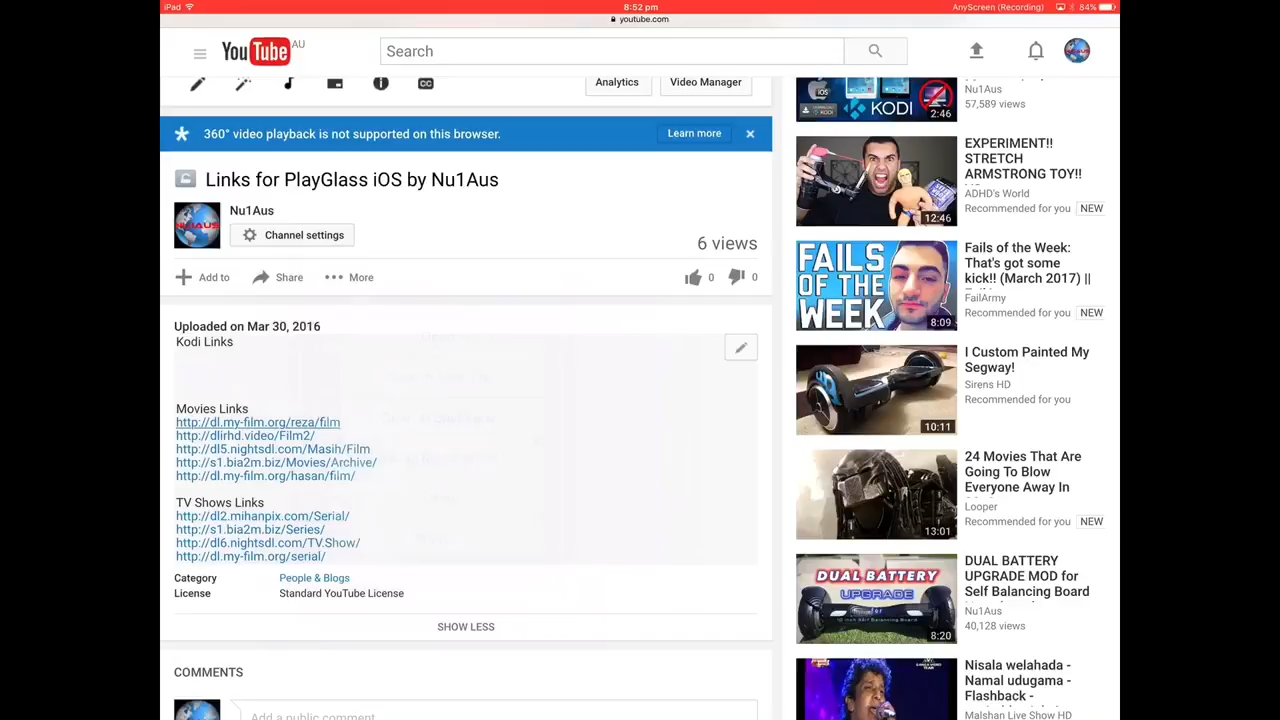 iPad
8:52 pm
AnyScreen (Recording)
84%
youtube.com
YouTube AU
Search
Analytics
Video Manager
360° video playback is not supported on this browser.
Learn more
Links for PlayGlass iOS by Nu1Aus
NU1AUS
Nu1Aus
Channel settings
6 views
Add to
Share
More
0
0
Uploaded on Mar 30, 2016
Kodi Links
Movies Links
http://dl.my-film.org/reza/film
http://dlirhd.video/Film2/
http://dl5.nightsdl.com/Masih/Film
http://s1.bia2m.biz/Movies/Archive/
http://dl.my-film.org/hasan/film/
TV Shows Links
http://dl2.mihanpix.com/Serial/
http://s1.bia2m.biz/Series/
http://dl6.nightsdl.com/TV.Show/
http://dl.my-film.org/serial/
Category
People & Blogs
License
Standard YouTube License
SHOW LESS
COMMENTS
Add a public comment
iOS
KODI
2:46
Nu1Aus
57,589 views
12:46
EXPERIMENT!!
STRETCH
ARMSTRONG TOY!!
ADHD's World
Recommended for you
NEW
FAILS
OF THE
WEEK
8:09
Fails of the Week:
That's got some
kick!! (March 2017) ||
FailArmy
Recommended for you
NEW
10:11
I Custom Painted My
Segway!
Sirens HD
Recommended for you
13:01
24 Movies That Are
Going To Blow
Everyone Away In
Looper
Recommended for you
NEW
DUAL BATTERY
UPGRADE
for
8:20
DUAL BATTERY
UPGRADE MOD for
Self Balancing Board
Nu1Aus
40,128 views
Nisala welahada -
Namal udugama -
Flashback -
Malshan Live Show HD